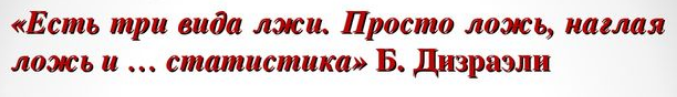 «Есть три вида лжи. Просто ложь, наглая
ложь и … статистика» Б. Дизраэли